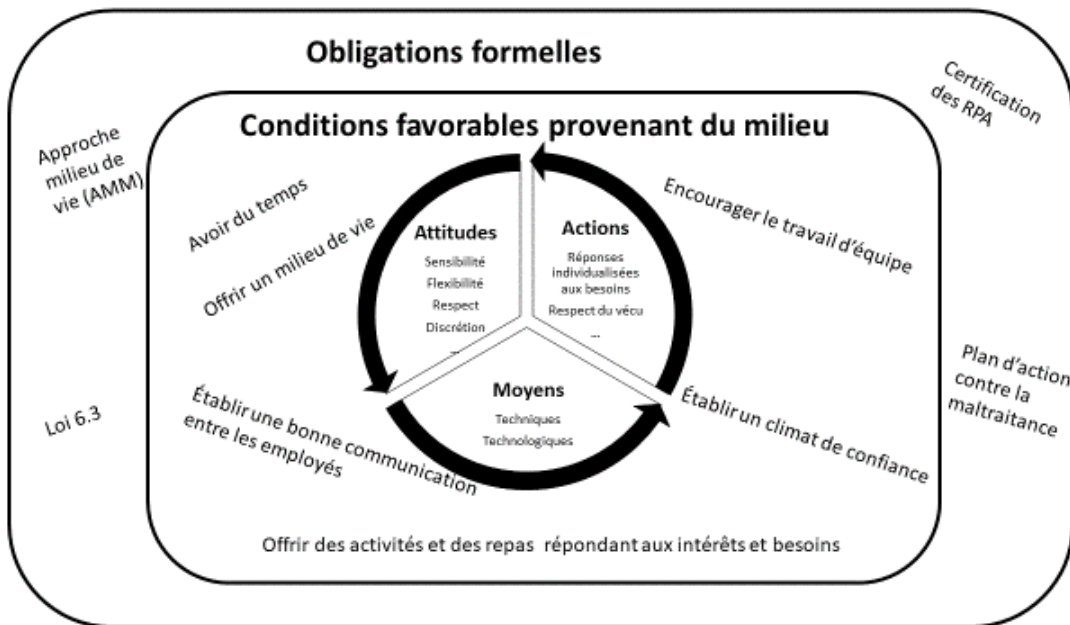 Obligations formelles
Certification
des RPA
Approche
milieu de
vie (AMM)
Conditions favorables provenant du milieu
Avoir du temps
Offrir un milieu de vie
Encourager le travail d'équipe
Attitudes
Sensibilité
Flexibilité
Respect
Discrétion
...
Actions
Réponses
individualisées
aux besoins
Respect du vécu
...
Moyens
Techniques
Technologiques
Loi 6.3
Établir une bonne communication
entre les employés
Établir un climat de confiance
Plan d'action
contre la
maltraitance
Offrir des activités et des repas répondant aux intérêts et besoins